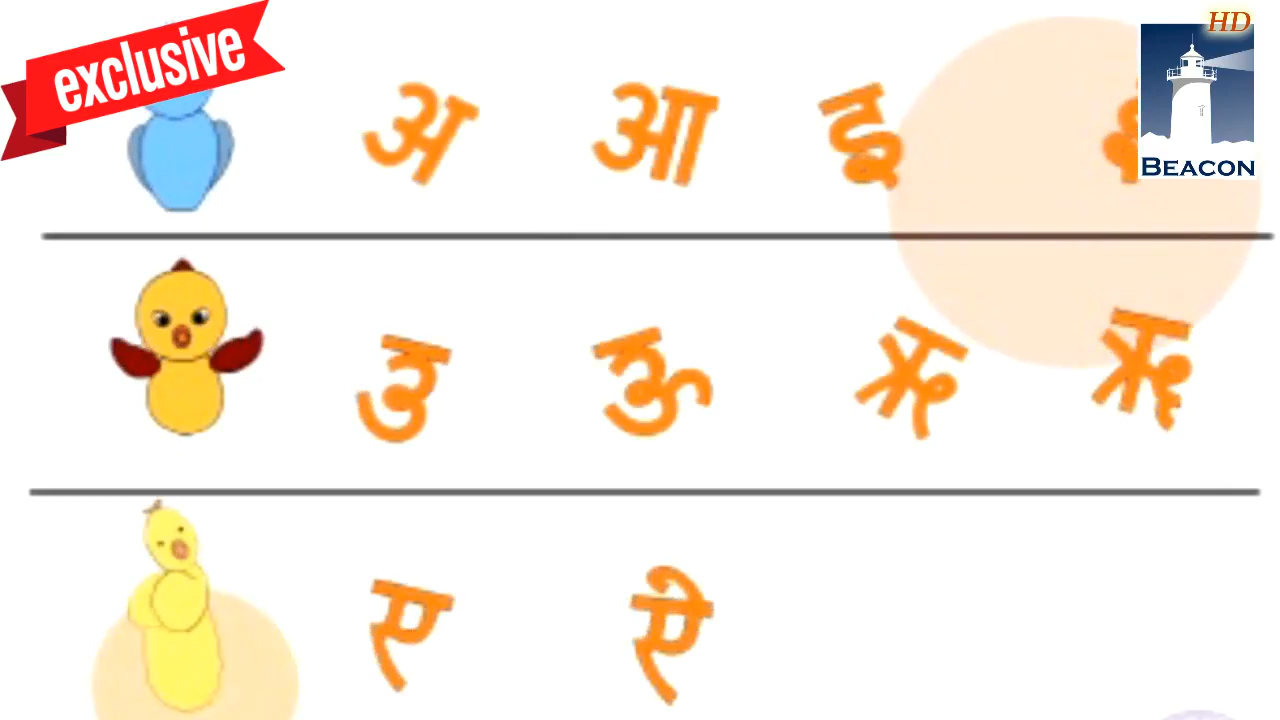 HD
exclusive
BEACON
अ आ इ
उ ऊ ऋ ॠ
ए ऐ